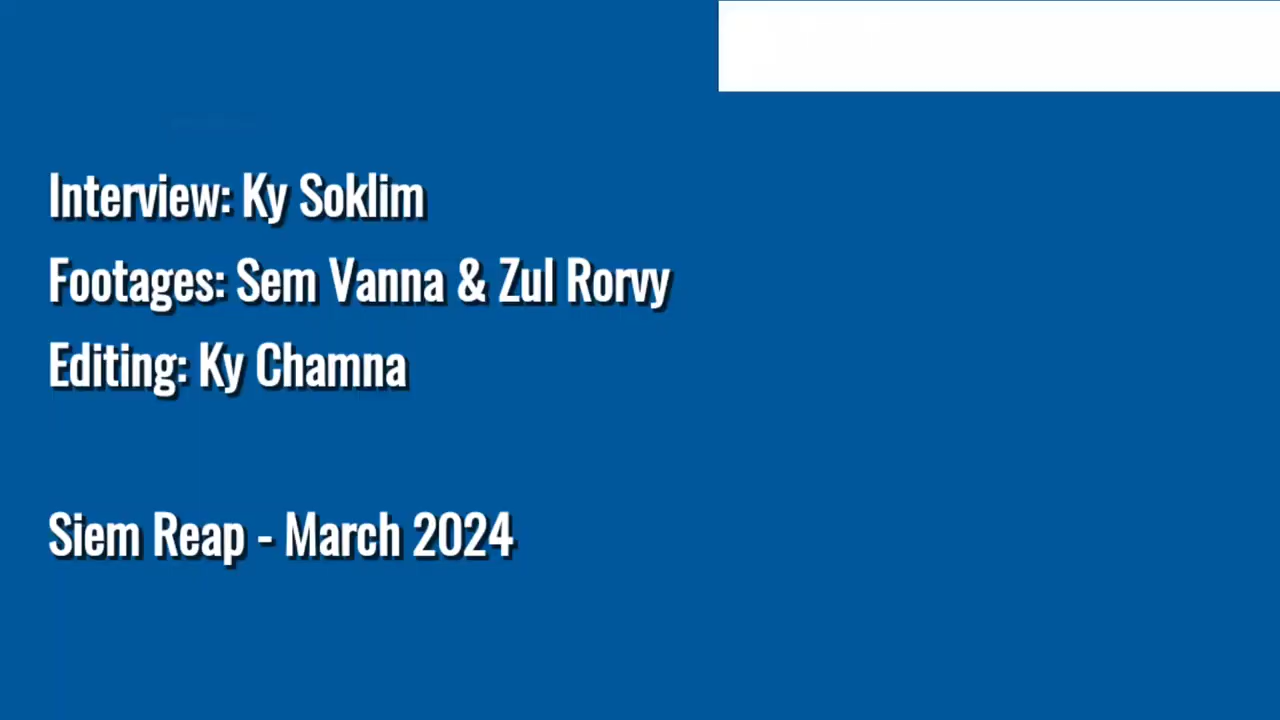 Interview: Ky Soklim
Footages: Sem Vanna & Zul Rorvy
Editing: Ky Chamna
Siem Reap - March 2024